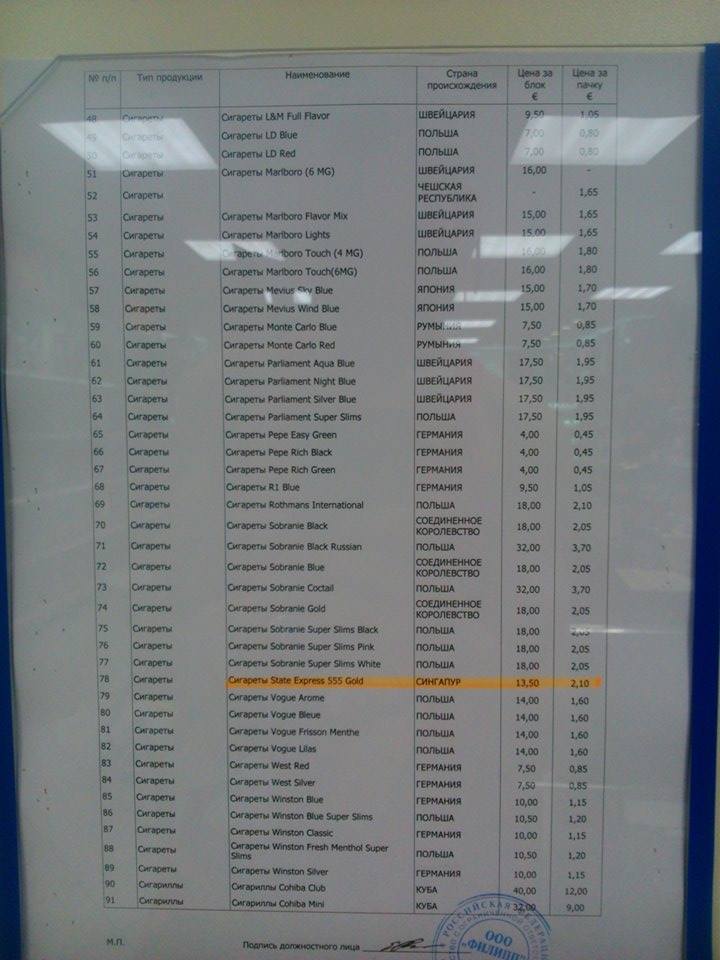 № п/п Тип продукции Наименование Страна происхождения Цена за блок € Цена за пачку €
48 Сигареты Сигареты L&M Full Flavor ШВЕЙЦАРИЯ 9,50 1,05
49 Сигареты Сигареты LD Blue ПОЛЬША 7,00 0,80
50 Сигареты Сигареты LD Red ПОЛЬША 7,00 0,80
51 Сигареты Сигареты Marlboro (6 MG) ШВЕЙЦАРИЯ 16,00 -
52 Сигареты ЧЕШСКАЯ РЕСПУБЛИКА - 1,65
53 Сигареты Сигареты Marlboro Flavor Mix ШВЕЙЦАРИЯ 15,00 1,65
54 Сигареты Сигареты Marlboro Lights ШВЕЙЦАРИЯ 15,00 1,65
55 Сигареты Сигареты Marlboro Touch (4 MG) ПОЛЬША 16,00 1,80
56 Сигареты Сигареты Marlboro Touch(6MG) ПОЛЬША 16,00 1,80
57 Сигареты Сигареты Mevius Sky Blue ЯПОНИЯ 15,00 1,70
58 Сигареты Сигареты Mevius Wind Blue ЯПОНИЯ 15,00 1,70
59 Сигареты Сигареты Monte Carlo Blue РУМЫНИЯ 7,50 0,85
60 Сигареты Сигареты Monte Carlo Red РУМЫНИЯ 7,50 0,85
61 Сигареты Сигареты Parliament Aqua Blue ШВЕЙЦАРИЯ 17,50 1,95
62 Сигареты Сигареты Parliament Night Blue ШВЕЙЦАРИЯ 17,50 1,95
63 Сигареты Сигареты Parliament Silver Blue ШВЕЙЦАРИЯ 17,50 1,95
64 Сигареты Сигареты Parliament Super Slims ПОЛЬША 17,50 1,95
65 Сигареты Сигареты Pepe Easy Green ГЕРМАНИЯ 4,00 0,45
66 Сигареты Сигареты Pepe Rich Black ГЕРМАНИЯ 4,00 0,45
67 Сигареты Сигареты Pepe Rich Green ГЕРМАНИЯ 4,00 0,45
68 Сигареты Сигареты R1 Blue ГЕРМАНИЯ 9,50 1,05
69 Сигареты Сигареты Rothmans International ПОЛЬША 18,00 2,10
70 Сигареты Сигареты Sobranie Black СОЕДИНЕННОЕ КОРОЛЕВСТВО 18,00 2,05
71 Сигареты Сигареты Sobranie Black Russian ПОЛЬША 32,00 3,70
72 Сигареты Сигареты Sobranie Blue СОЕДИНЕННОЕ КОРОЛЕВСТВО 18,00 2,05
73 Сигареты Сигареты Sobranie Coctail ПОЛЬША 32,00 3,70
74 Сигареты Сигареты Sobranie Gold СОЕДИНЕННОЕ КОРОЛЕВСТВО 18,00 2,05
75 Сигареты Сигареты Sobranie Super Slims Black ПОЛЬША 18,00 2,05
76 Сигареты Сигареты Sobranie Super Slims Pink ПОЛЬША 18,00 2,05
77 Сигареты Сигареты Sobranie Super Slims White ПОЛЬША 18,00 2,05
78 Сигареты Сигареты State Express 555 Gold СИНГАПУР 13,50 2,10
79 Сигареты Сигареты Vogue Arome ПОЛЬША 14,00 1,60
80 Сигареты Сигареты Vogue Bleue ПОЛЬША 14,00 1,60
81 Сигареты Сигареты Vogue Frisson Menthe ПОЛЬША 14,00 1,60
82 Сигареты Сигареты Vogue Lilas ПОЛЬША 14,00 1,60
83 Сигареты Сигареты West Red ГЕРМАНИЯ 7,50 0,85
84 Сигареты Сигареты West Silver ГЕРМАНИЯ 7,50 0,85
85 Сигареты Сигареты Winston Blue ГЕРМАНИЯ 10,00 1,15
86 Сигареты Сигареты Winston Blue Super Slims ПОЛЬША 10,50 1,20
87 Сигареты Сигареты Winston Classic ГЕРМАНИЯ 10,00 1,15
88 Сигареты Сигареты Winston Fresh Menthol Super Slims ПОЛЬША 10,50 1,20
89 Сигареты Сигареты Winston Silver ГЕРМАНИЯ 10,00 1,15
90 Сигариллы Сигариллы Cohiba Club КУБА 40,00 12,00
91 Сигариллы Сигариллы Cohiba Mini КУБА 32,00 9,00
М.П. Подпись должностного лица
РОССИЙСКАЯ ФЕДЕРАЦИЯ
ООО
"ФИЛИПП"